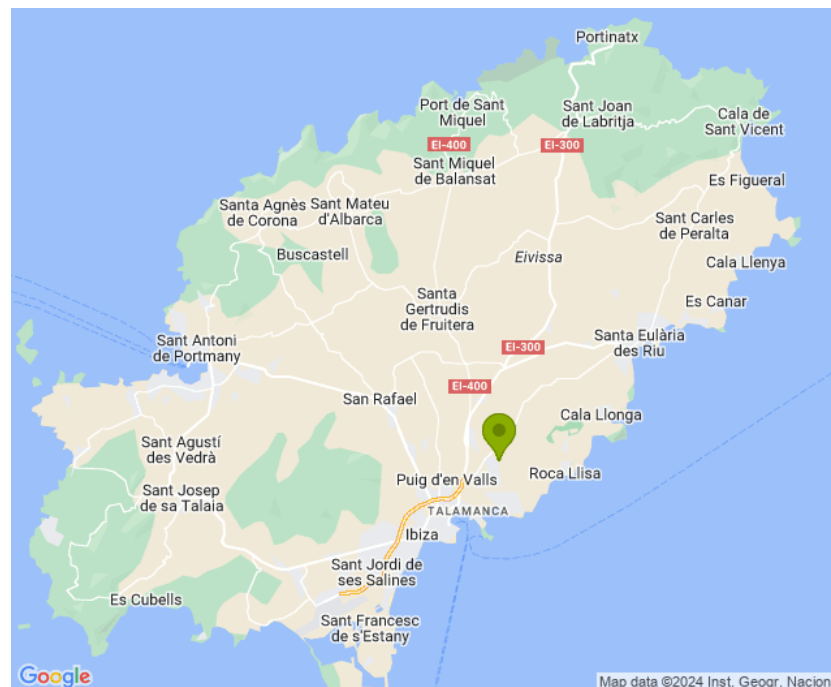 Portinatx
Port de Sant
Miquel
Sant Joan
de Labritja
Cala de
Sant Vicent
EI-400
EI-300
Sant Miquel
de Balansat
Es Figueral
Santa Agnès
de Corona
Sant Mateu
d'Albarca
Sant Carles
de Peralta
Buscastell
Eivissa
Cala Llenya
Santa
Gertrudis
de Fruitera
Es Canar
Sant Antoni
de Portmany
Santa Eulària
des Riu
EI-300
EI-400
San Rafael
Cala Llonga
Sant Agustí
des Vedrà
Puig d'en Valls
Roca Llisa
Sant Josep
de sa Talaia
TALAMANCA
Ibiza
Sant Jordi de
ses Salines
Es Cubells
Sant Francesc
de s'Estany
Google
Map data ©2024 Inst. Geogr. Nacion